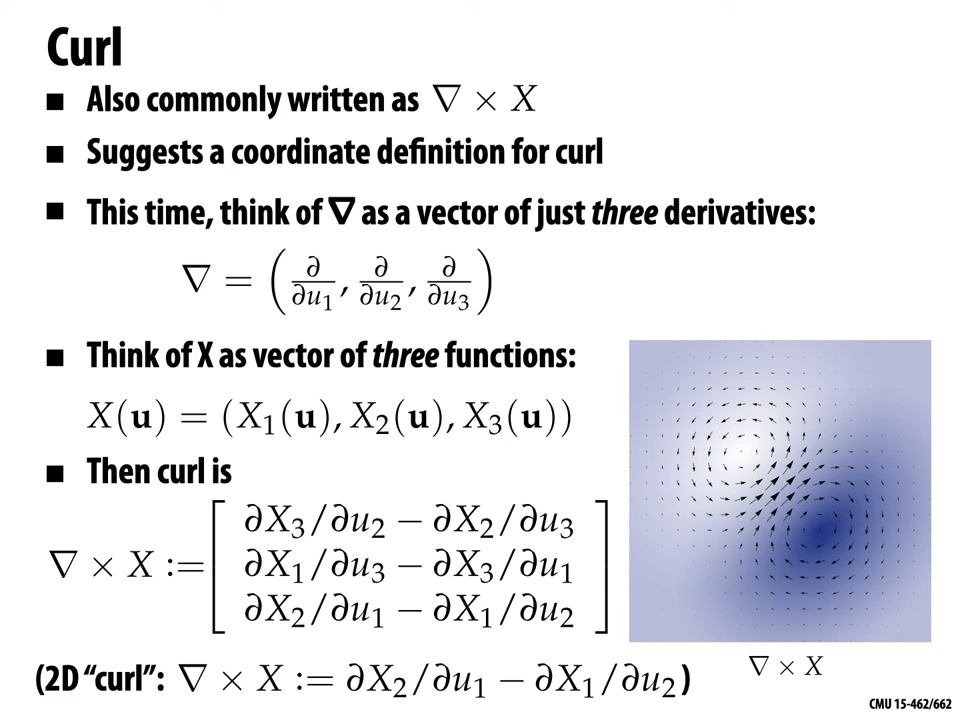 Curl
■ Also commonly written as ∇ × X
■ Suggests a coordinate definition for curl
■ This time, think of ∇ as a vector of just three derivatives:
∇ = (∂/∂u₁, ∂/∂u₂, ∂/∂u₃)
■ Think of X as vector of three functions:
X(u) = (X₁(u), X₂(u), X₃(u))
■ Then curl is
∇ × X := [ ∂X₃/∂u₂ − ∂X₂/∂u₃
∂X₁/∂u₃ − ∂X₃/∂u₁
∂X₂/∂u₁ − ∂X₁/∂u₂ ]
(2D “curl”: ∇ × X := ∂X₂/∂u₁ − ∂X₁/∂u₂ )
∇ × X
CMU 15-462/662